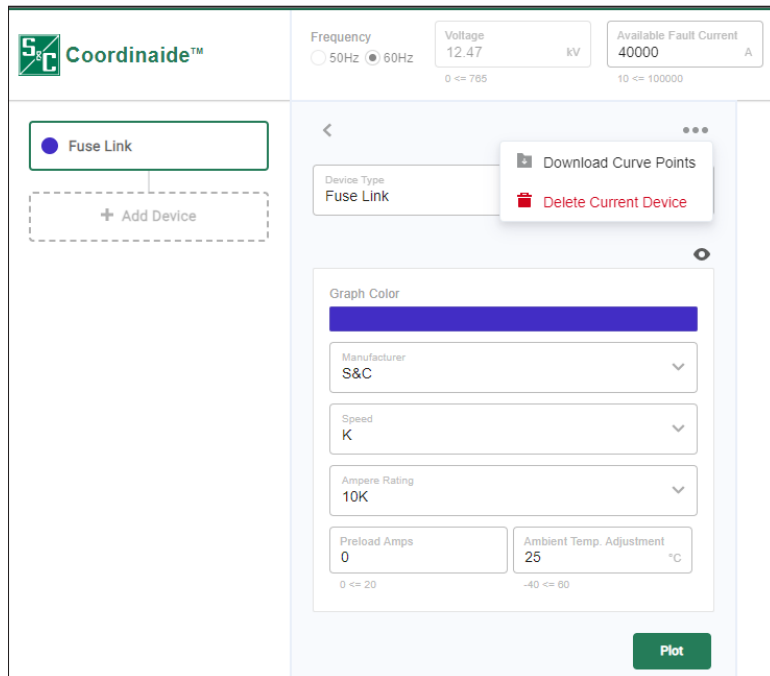 S&C
Coordinaide™
Frequency
50Hz 60Hz
Voltage
12.47 kV
0 <= 765
Available Fault Current
40000 A
10 <= 100000
Fuse Link
+ Add Device
Device Type
Fuse Link
Download Curve Points
Delete Current Device
Graph Color
Manufacturer
S&C
Speed
K
Ampere Rating
10K
Preload Amps
0
0 <= 20
Ambient Temp. Adjustment
25 °C
-40 <= 60
Plot